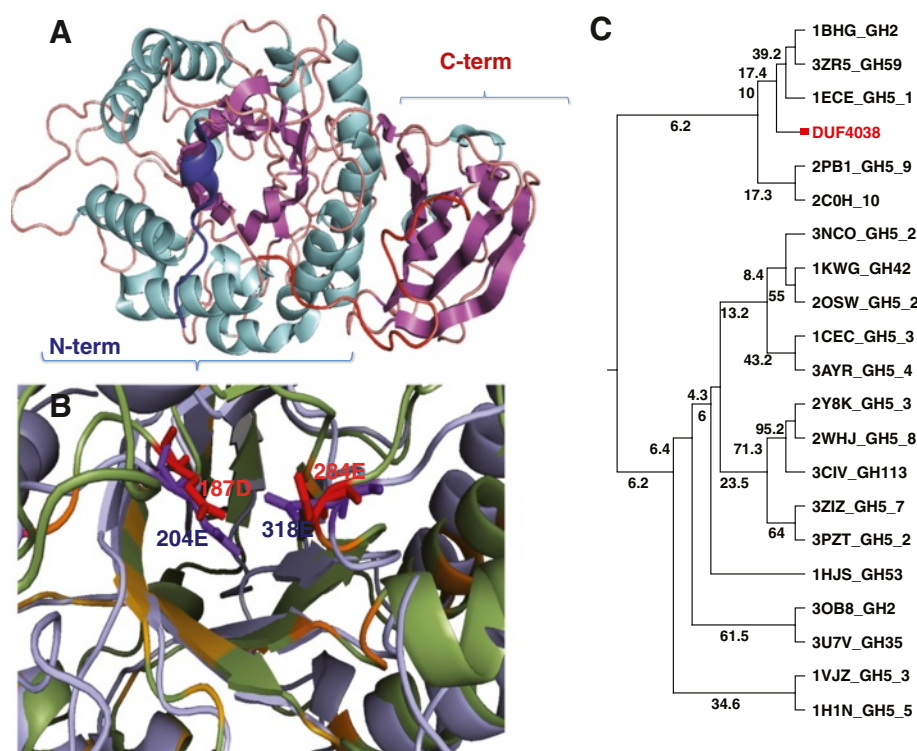 A
C-term
N-term
B
187D
284E
204E
318E
C
1BHG_GH2
39.2
3ZR5_GH59
17.4
10
1ECE_GH5_1
6.2
DUF4038
2PB1_GH5_9
17.3
2C0H_10
3NCO_GH5_2
8.4
1KWG_GH42
55
13.2
2OSW_GH5_2
1CEC_GH5_3
43.2
3AYR_GH5_4
4.3
2Y8K_GH5_3
6
95.2
6.4
2WHJ_GH5_8
71.3
6.2
3CIV_GH113
23.5
3ZIZ_GH5_7
64
3PZT_GH5_2
1HJS_GH53
3OB8_GH2
61.5
3U7V_GH35
1VJZ_GH5_3
34.6
1H1N_GH5_5